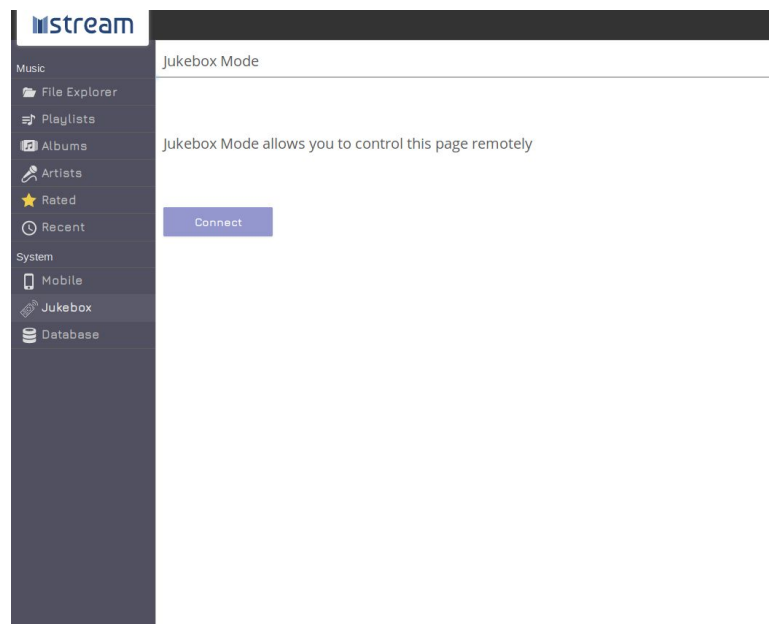 mstream
Music
File Explorer
Playlists
Albums
Artists
Rated
Recent
System
Mobile
Jukebox
Database
Jukebox Mode
Jukebox Mode allows you to control this page remotely
Connect